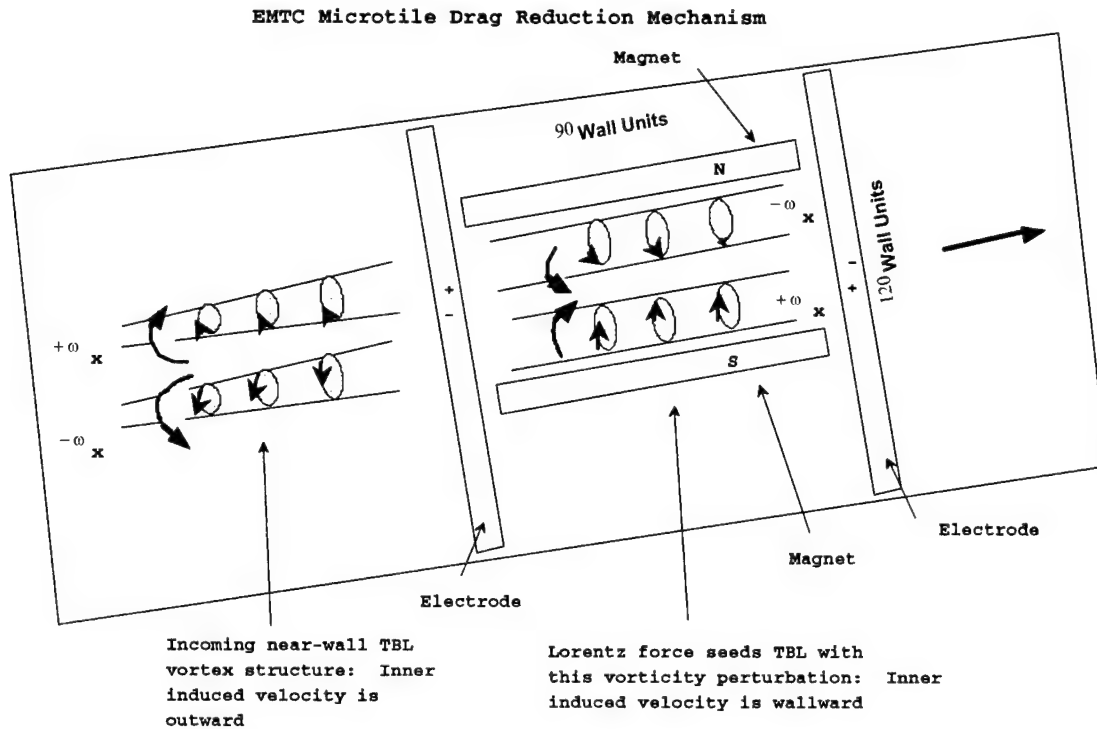 EMTC Microtile Drag Reduction Mechanism
Magnet
90 Wall Units
N
- ω x
120 Wall Units
+ ω x
S
+
-
-
+
+ ω x
- ω x
Electrode
Magnet
Electrode
Incoming near-wall TBL
vortex structure: Inner
induced velocity is
outward
Lorentz force seeds TBL with
this vorticity perturbation: Inner
induced velocity is wallward